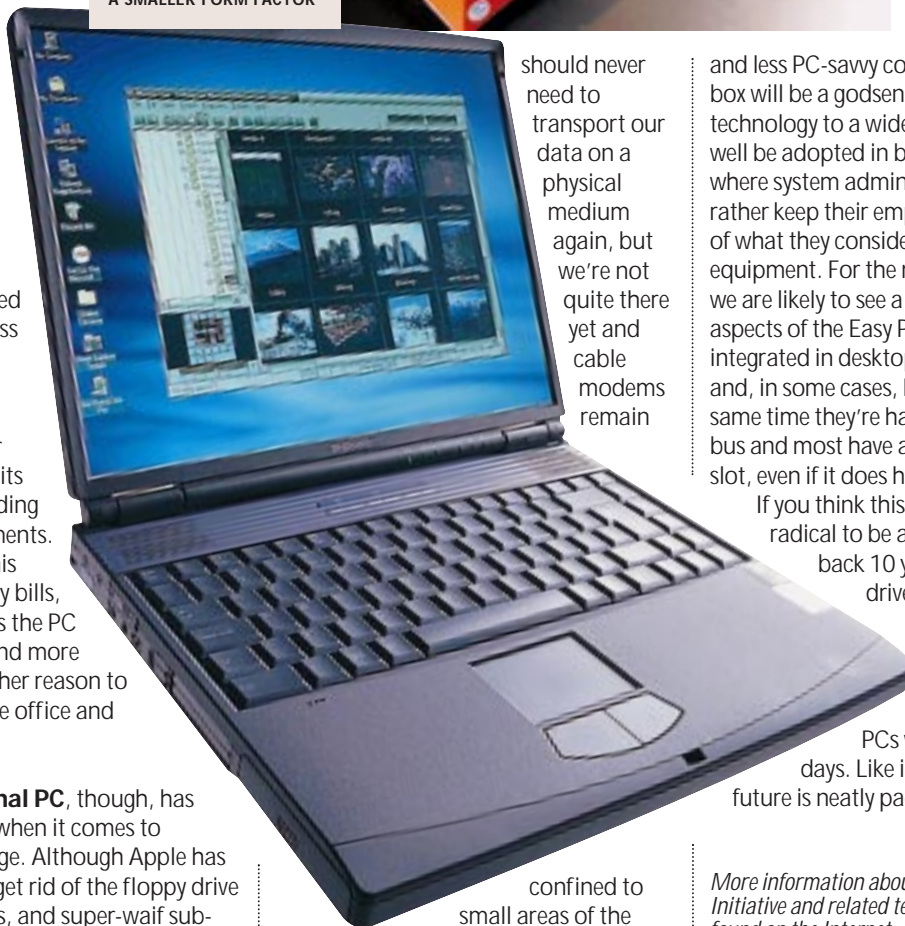 A SMALLER FORM FACTOR
ed
ss
its
ding
nents.
his
y bills,
s the PC
nd more
her reason to
e office and
nal PC, though, has
when it comes to
ge. Although Apple has
get rid of the floppy drive
s, and super-waif sub-
should never
need to
transport our
data on a
physical
medium
again, but
we're not
quite there
yet and
cable
modems
remain
confined to
small areas of the
and less PC-savvy co
box will be a godsen
technology to a wide
well be adopted in b
where system admin
rather keep their emp
of what they conside
equipment. For the
we are likely to see a
aspects of the Easy P
integrated in desktop
and, in some cases,
same time they're ha
bus and most have a
slot, even if it does h
If you think this
radical to be a
back 10 y
drive
PCs
days. Like i
future is neatly pa
More information abou
Initiative and related te
found on the Internet